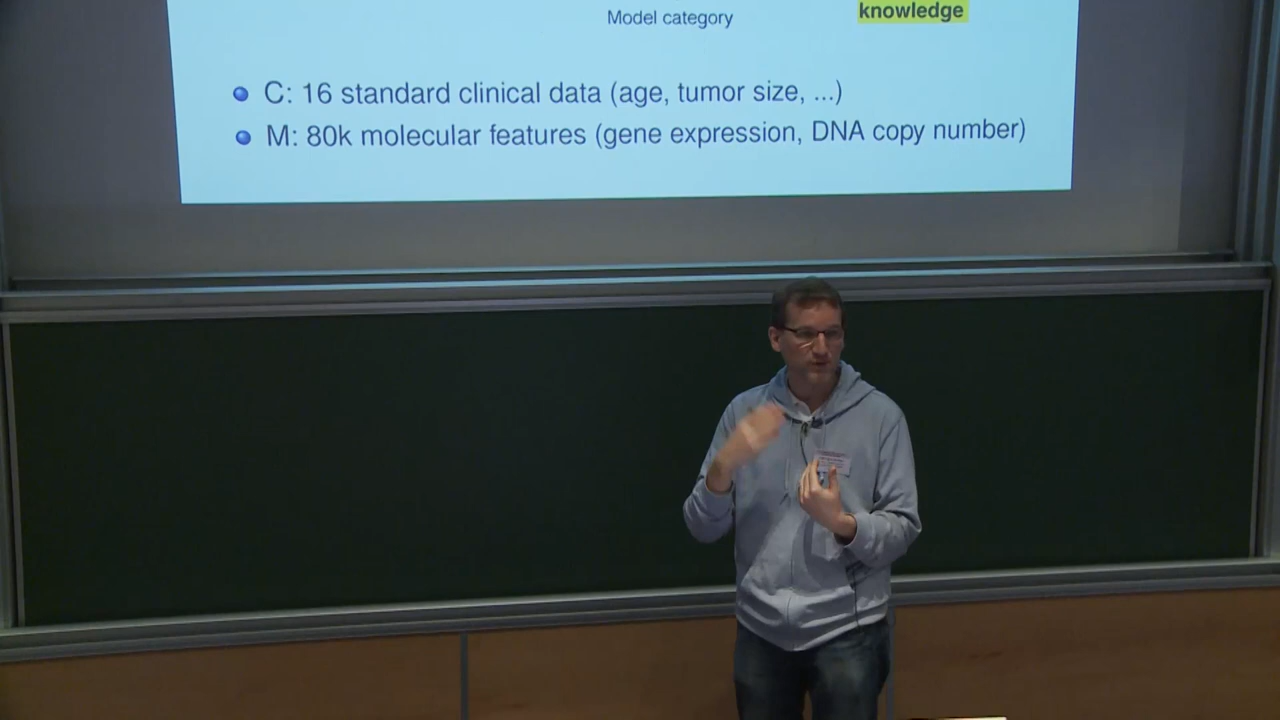 knowledge
Model category
C: 16 standard clinical data (age, tumor size, ...)
M: 80k molecular features (gene expression, DNA copy number)